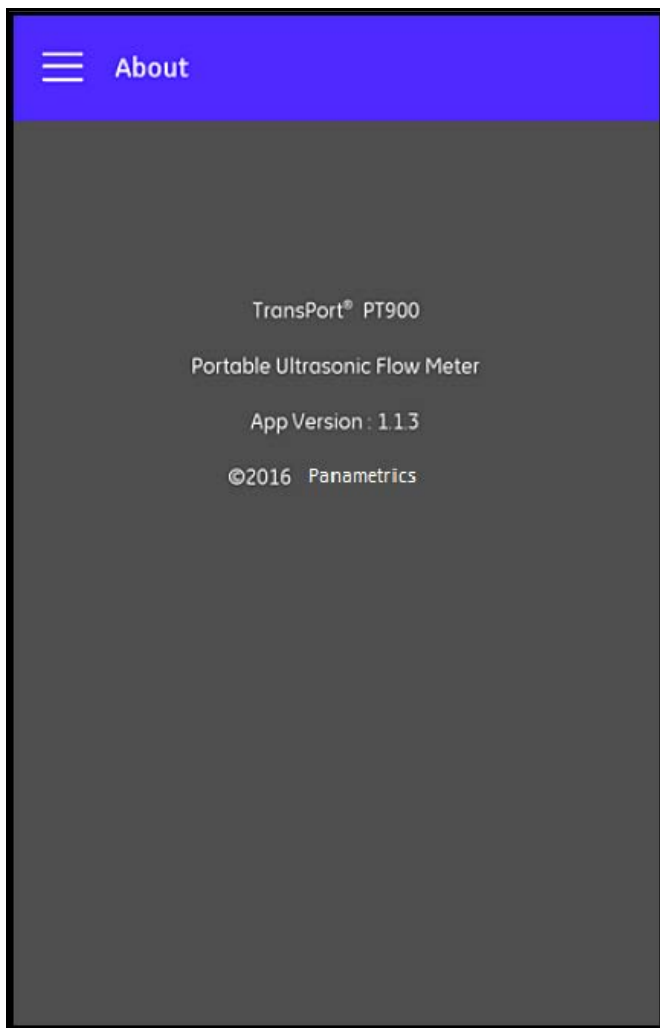 About
TransPort® PT900
Portable Ultrasonic Flow Meter
App Version : 1.1.3
©2016 Panametrics